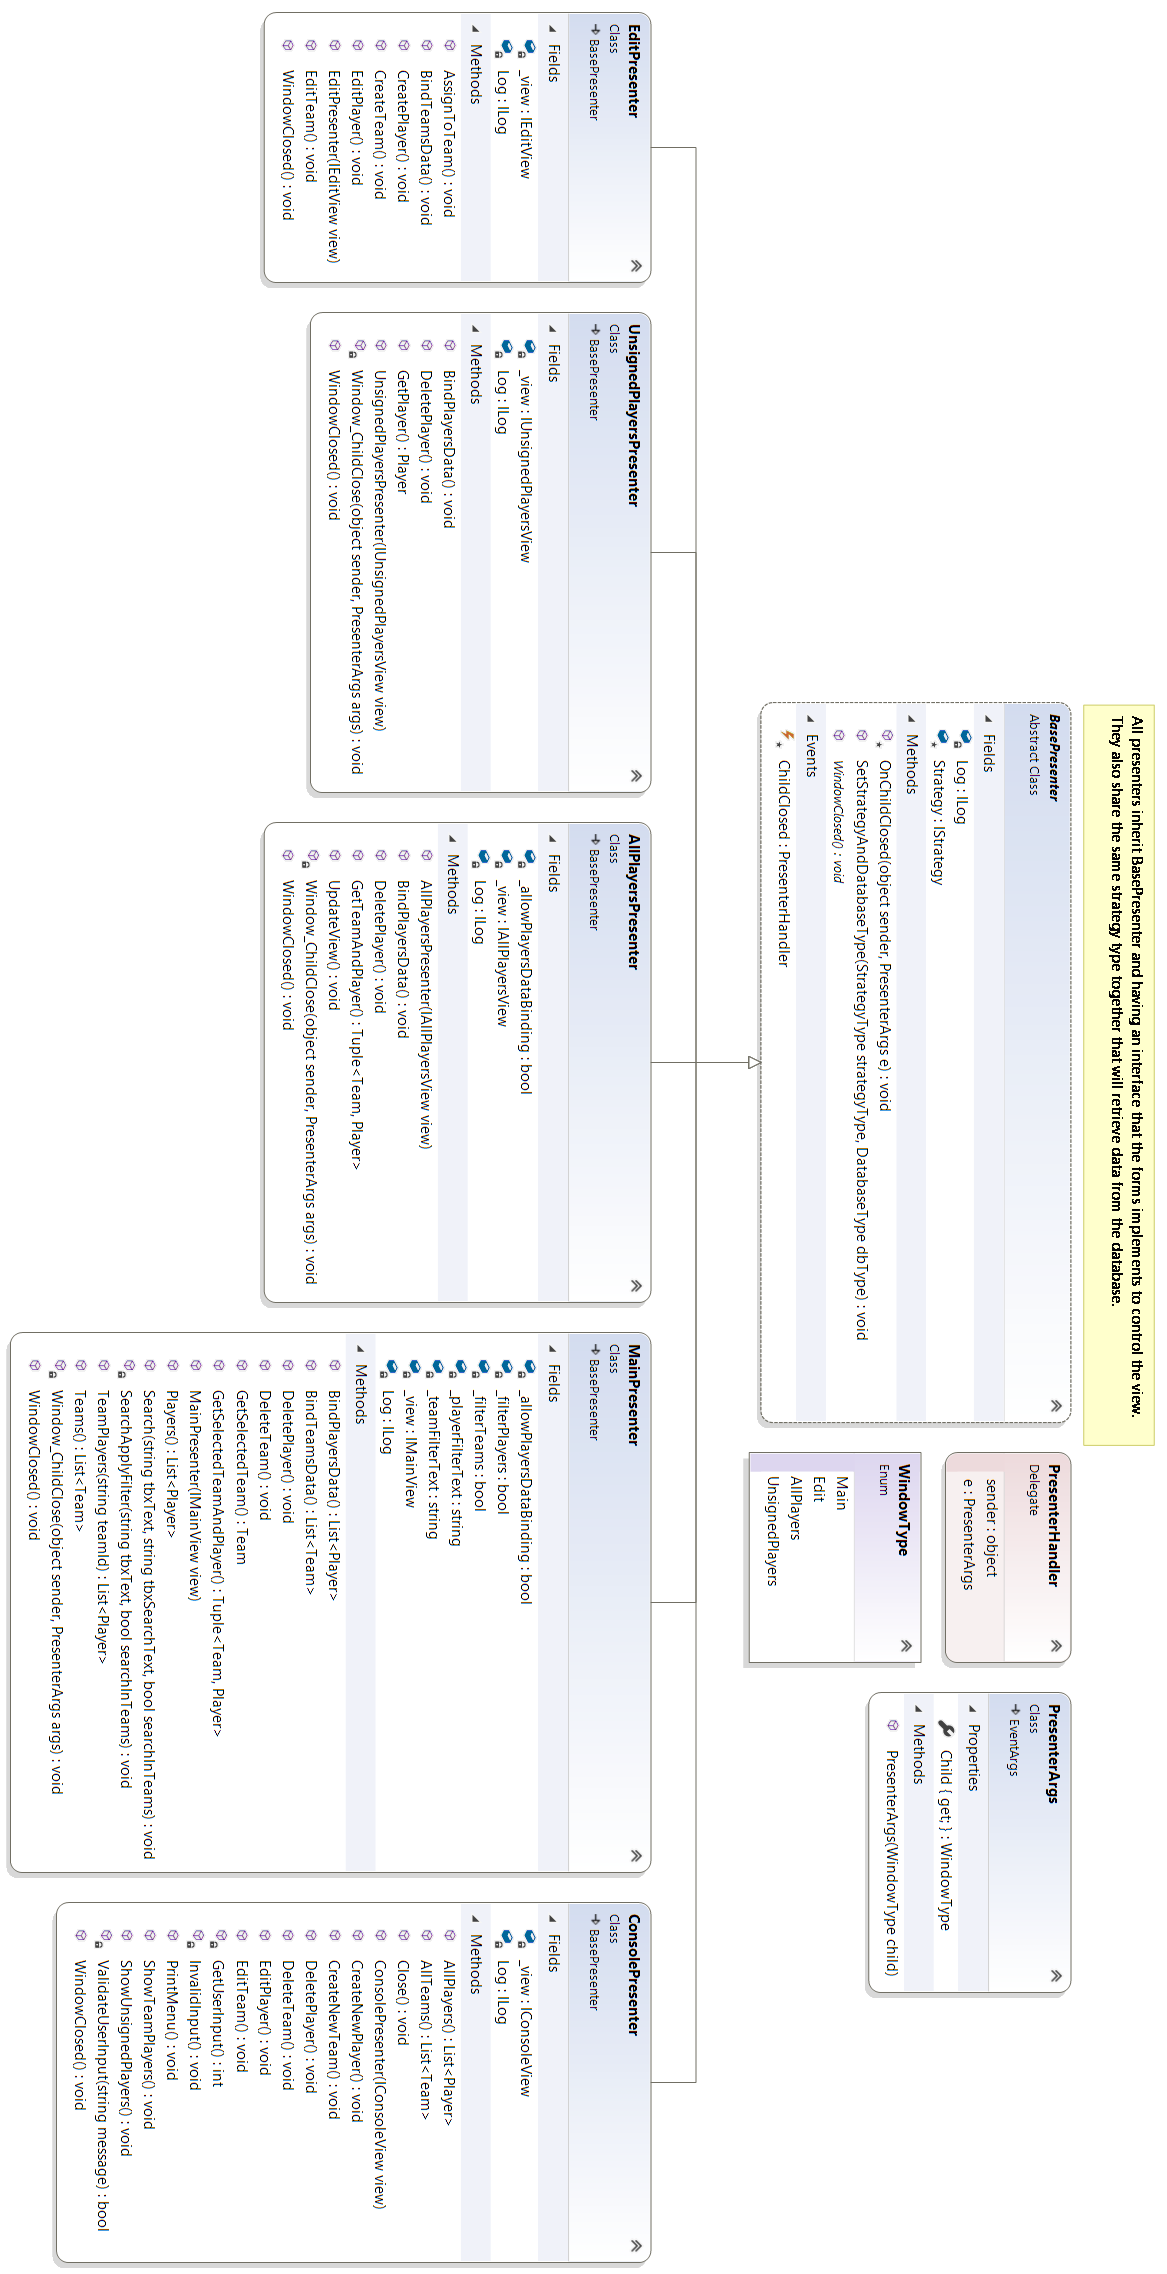 All presenters inherit BasePresenter and having an interface that the forms implements to control the view.
They also share the same strategy type together that will retrieve data from the database.
BasePresenter
Abstract Class
Fields
Log : ILog
Strategy : IStrategy
Methods
OnChildClosed(object sender, PresenterArgs e) : void
SetStrategyAndDatabaseType(StrategyType strategyType, DatabaseType dbType) : void
WindowClosed() : void
Events
ChildClosed : PresenterHandler
PresenterHandler
Delegate
sender : object
e : PresenterArgs
WindowType
Enum
Main
Edit
AllPlayers
UnsignedPlayers
PresenterArgs
Class
EventArgs
Properties
Child { get; } : WindowType
Methods
PresenterArgs(WindowType child)
EditPresenter
Class
BasePresenter
Fields
_view : IEditView
Log : ILog
Methods
AssignToTeam() : void
BindTeamsData() : void
CreatePlayer() : void
CreateTeam() : void
EditPlayer() : void
EditPresenter(IEditView view)
EditTeam() : void
WindowClosed() : void
UnsignedPlayersPresenter
Class
BasePresenter
Fields
_view : IUnsignedPlayersView
Log : ILog
Methods
BindPlayersData() : void
DeletePlayer() : void
GetPlayer() : Player
UnsignedPlayersPresenter(IUnsignedPlayersView view)
Window_ChildClose(object sender, PresenterArgs args) : void
WindowClosed() : void
AllPlayersPresenter
Class
BasePresenter
Fields
_allowPlayersDataBinding : bool
_view : IAllPlayersView
Log : ILog
Methods
AllPlayersPresenter(IAllPlayersView view)
BindPlayersData() : void
DeletePlayer() : void
GetTeamAndPlayer() : Tuple<Team, Player>
UpdateView() : void
Window_ChildClose(object sender, PresenterArgs args) : void
WindowClosed() : void
MainPresenter
Class
BasePresenter
Fields
_allowPlayersDataBinding : bool
_filterPlayers : bool
_filterTeams : bool
_playerFilterText : string
_teamFilterText : string
_view : IMainView
Log : ILog
Methods
BindPlayersData() : List<Player>
BindTeamsData() : List<Team>
DeletePlayer() : void
DeleteTeam() : void
GetSelectedTeam() : Team
GetSelectedTeamAndPlayer() : Tuple<Team, Player>
MainPresenter(IMainView view)
Players() : List<Player>
Search(string tbxText, string tbxSearchText, bool searchInTeams) : void
SearchApplyFilter(string tbxText, bool searchInTeams) : void
TeamPlayers(string teamId) : List<Player>
Teams() : List<Team>
Window_ChildClose(object sender, PresenterArgs args) : void
WindowClosed() : void
ConsolePresenter
Class
BasePresenter
Fields
_view : IConsoleView
Log : ILog
Methods
AllPlayers() : List<Player>
AllTeams() : List<Team>
Close() : void
ConsolePresenter(IConsoleView view)
CreateNewPlayer() : void
CreateNewTeam() : void
DeletePlayer() : void
DeleteTeam() : void
EditPlayer() : void
EditTeam() : void
GetUserInput() : int
InvalidInput() : void
PrintMenu() : void
ShowTeamPlayers() : void
ShowUnsignedPlayers() : void
ValidateUserInput(string message) : bool
WindowClosed() : void